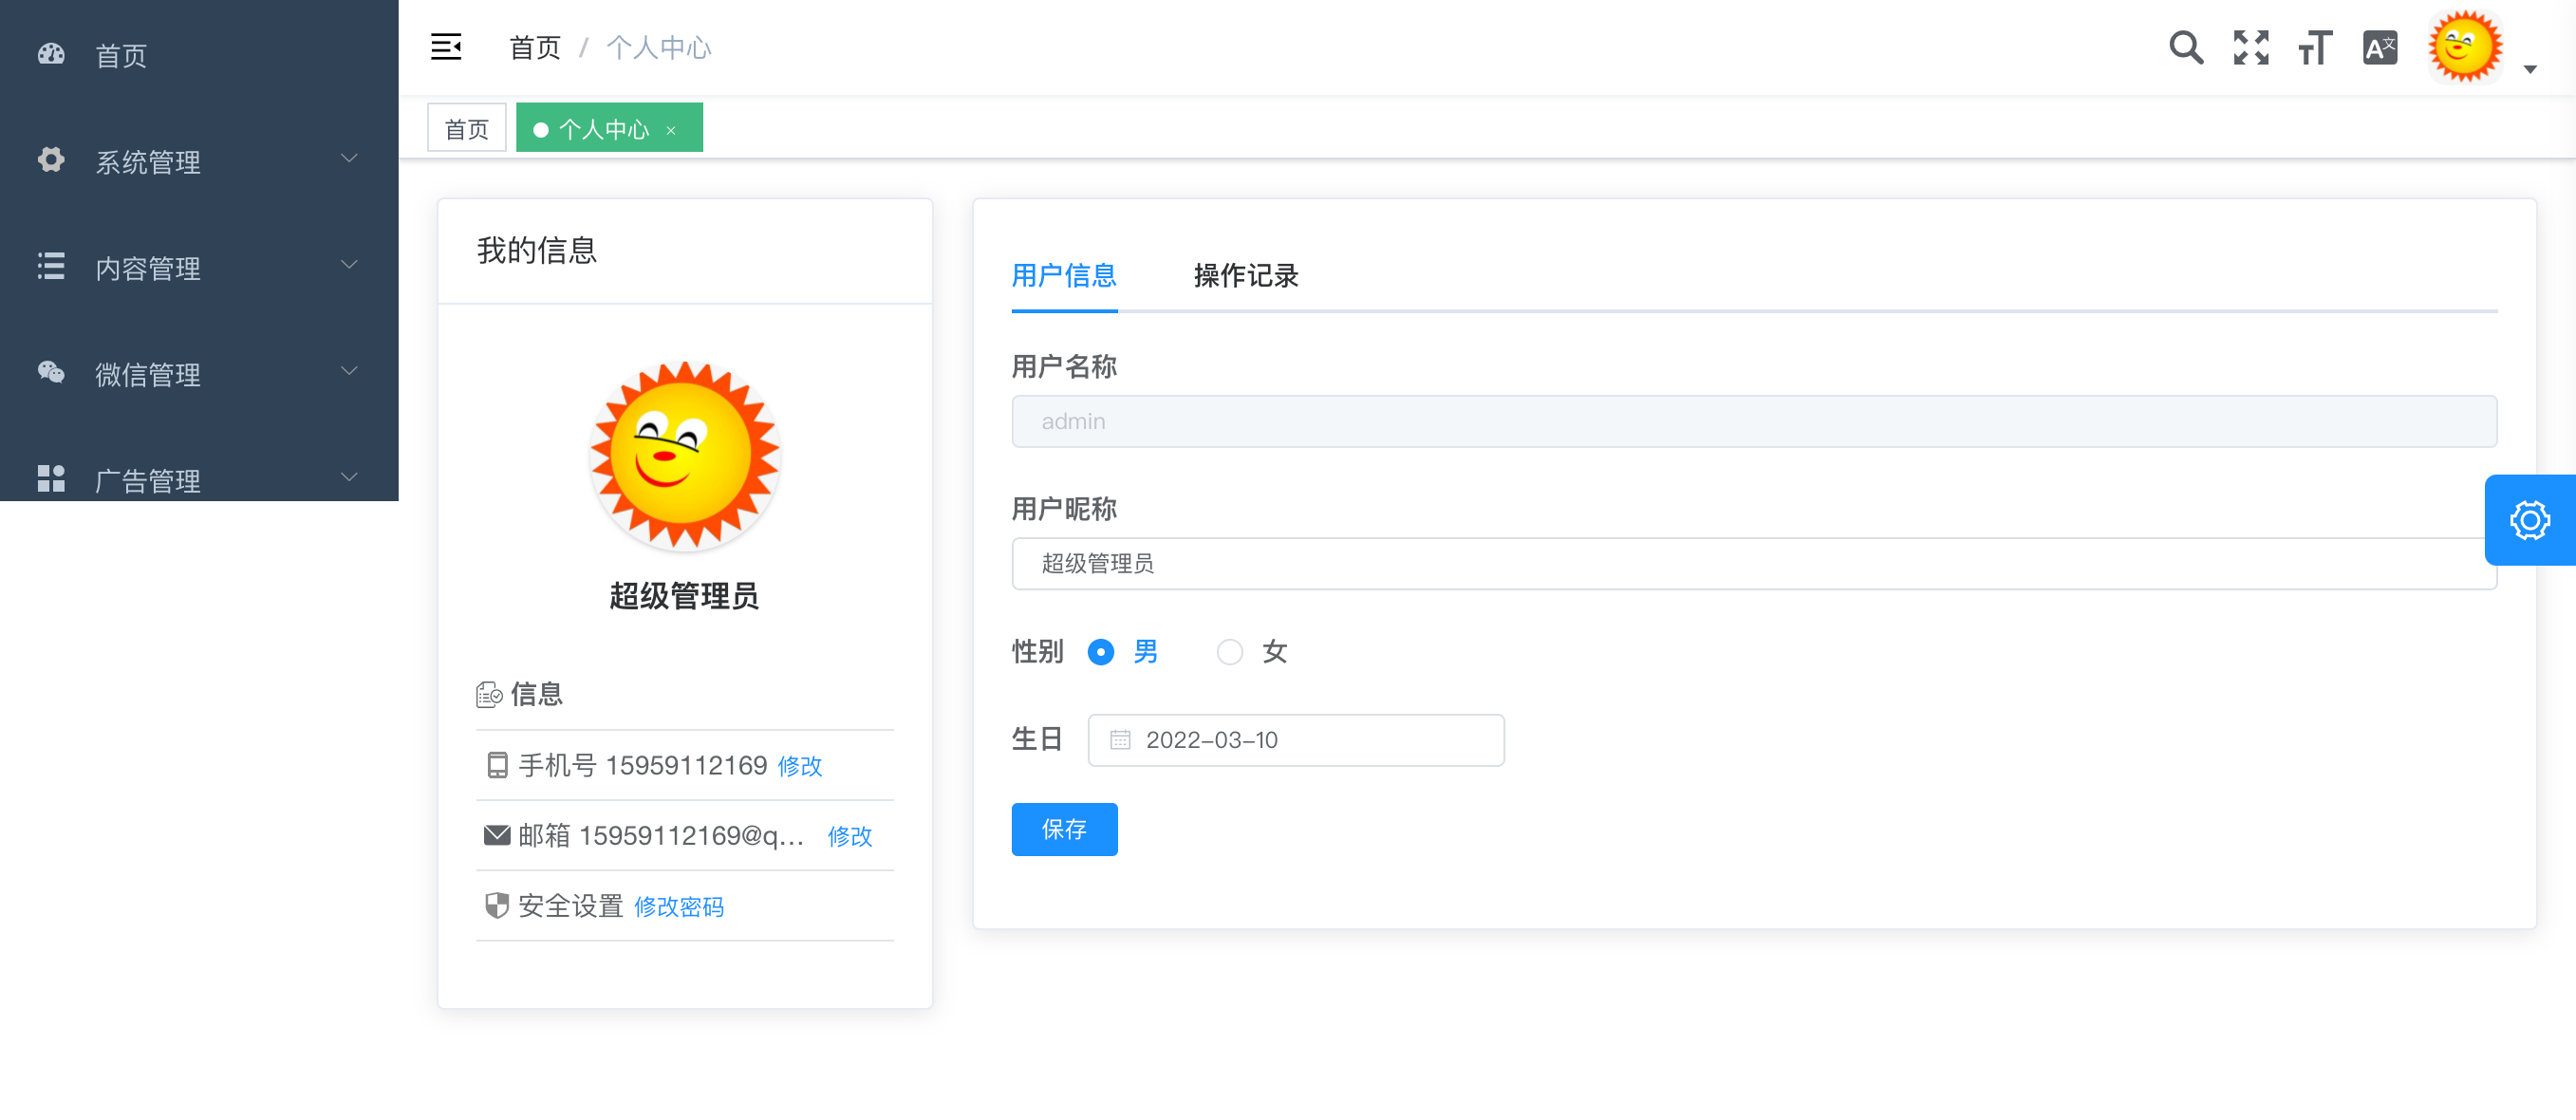 首页
系统管理
内容管理
微信管理
广告管理
首页 / 个人中心
首页
个人中心 ×
我的信息
超级管理员
信息
手机号 15959112169 修改
邮箱 15959112169@q... 修改
安全设置 修改密码
用户信息 操作记录
用户名称
admin
用户昵称
超级管理员
性别 男 女
生日 2022-03-10
保存